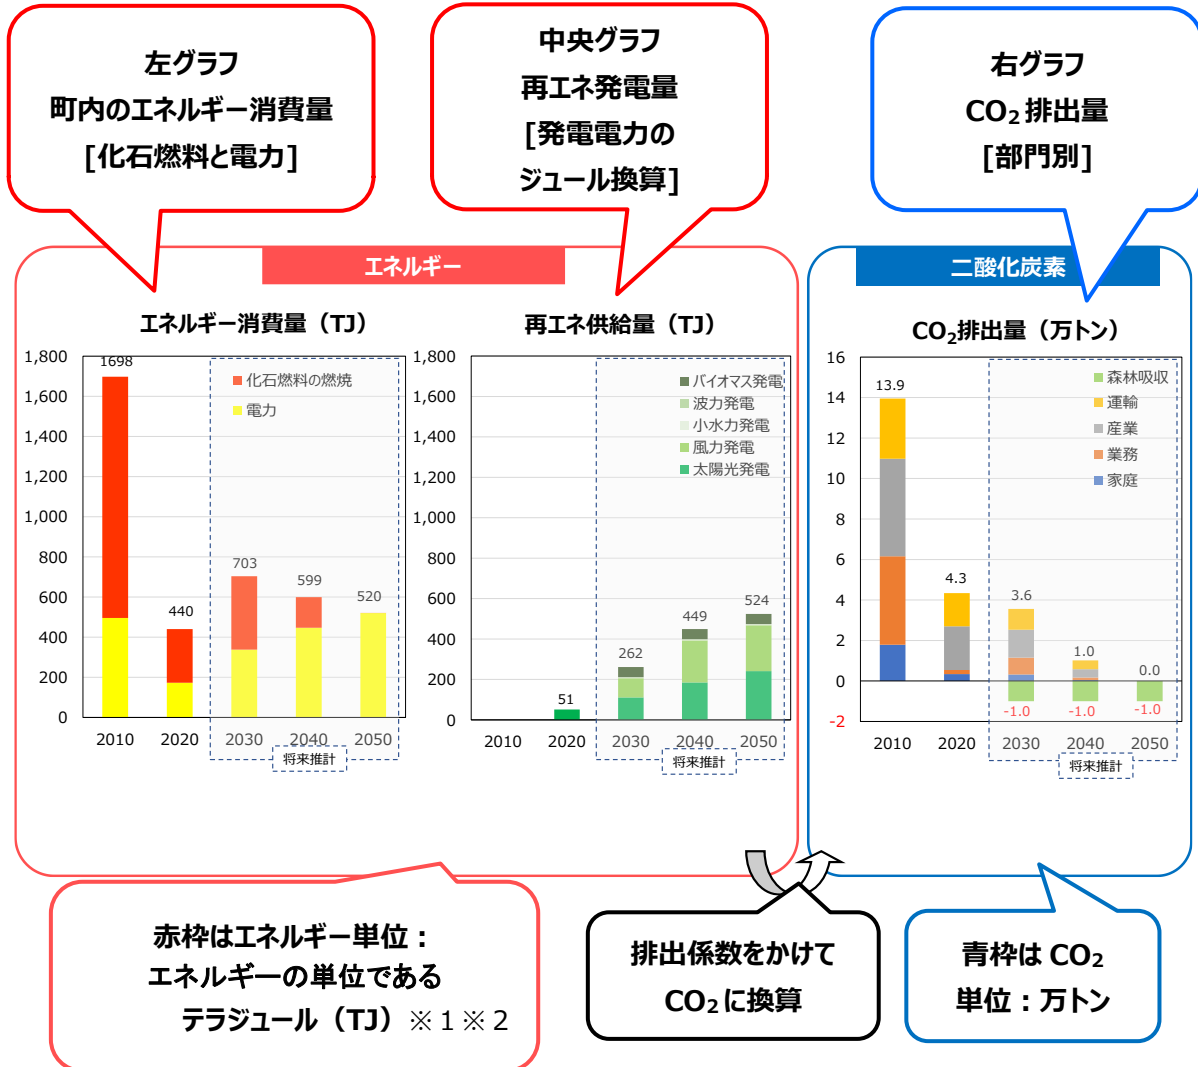 左グラフ
町内のエネルギー消費量
[化石燃料と電力]
中央グラフ
再エネ発電量
[発電電力の
ジュール換算]
右グラフ
CO₂排出量
[部門別]
エネルギー
エネルギー消費量（TJ）
1,800
1,600
1,400
1,200
1,000
800
600
400
200
0
1698
440
703
599
520
化石燃料の燃焼
電力
2010 2020 2030 2040 2050
将来推計
再エネ供給量（TJ）
1,800
1,600
1,400
1,200
1,000
800
600
400
200
0
バイオマス発電
波力発電
小水力発電
風力発電
太陽光発電
51
262
449
524
2010 2020 2030 2040 2050
将来推計
二酸化炭素
CO₂排出量（万トン）
16
14
12
10
8
6
4
2
0
-2
13.9
4.3
3.6
1.0
0.0
-1.0 -1.0 -1.0
森林吸収
運輸
産業
業務
家庭
2010 2020 2030 2040 2050
将来推計
赤枠はエネルギー単位：
エネルギーの単位である
テラジュール（TJ）※１※２
排出係数をかけて
CO₂に換算
青枠は CO₂
単位：万トン